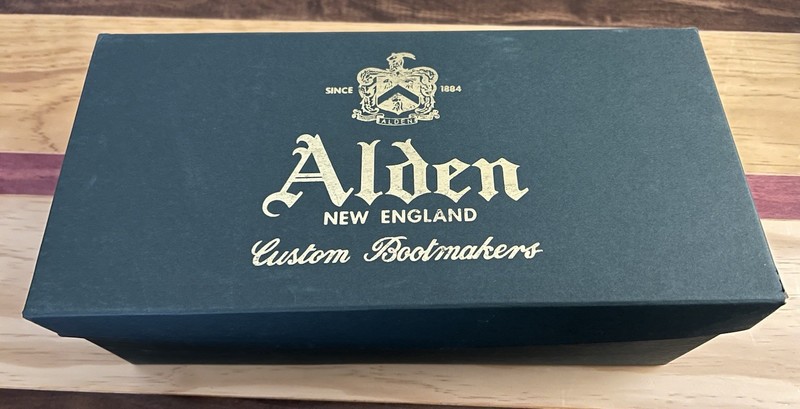 SINCE 1884
ALDEN
Alden
NEW ENGLAND
Custom Bootmakers